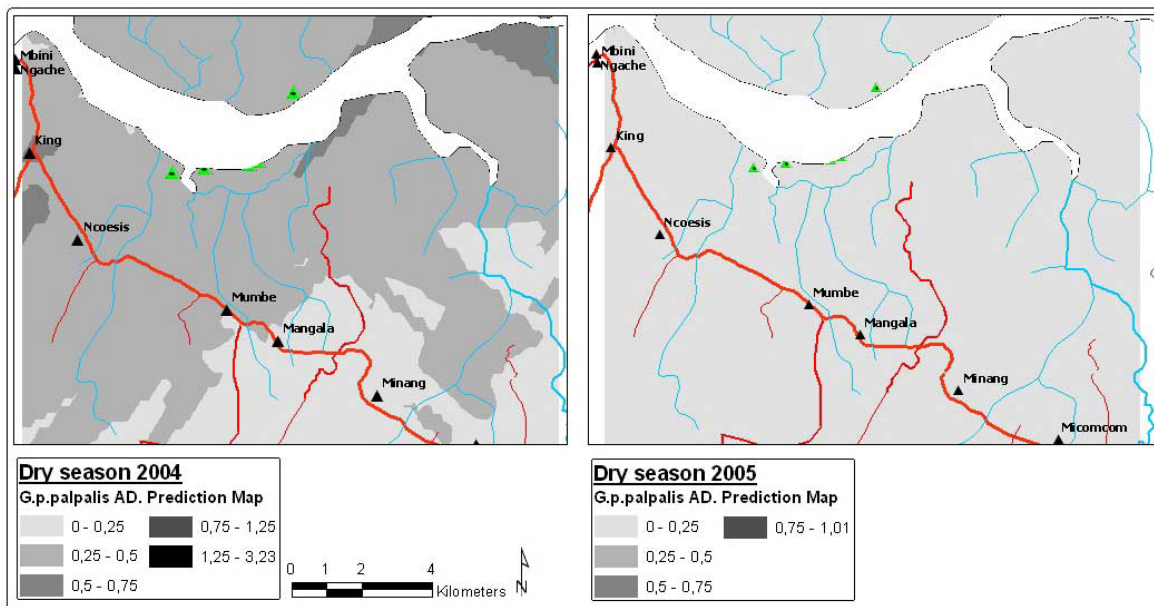 Mbini
Ngache
King
Ncoesis
Mumbe
Mangala
Minang
Mbini
Ngache
King
Ncoesis
Mumbe
Mangala
Minang
Micomcom
Dry season 2004
G.p.palpalis AD. Prediction Map
0 - 0,25
0,25 - 0,5
0,5 - 0,75
0,75 - 1,25
1,25 - 3,23
0 1 2 4
Kilometers
N
Dry season 2005
G.p.palpalis AD. Prediction Map
0 - 0,25
0,25 - 0,5
0,5 - 0,75
0,75 - 1,01